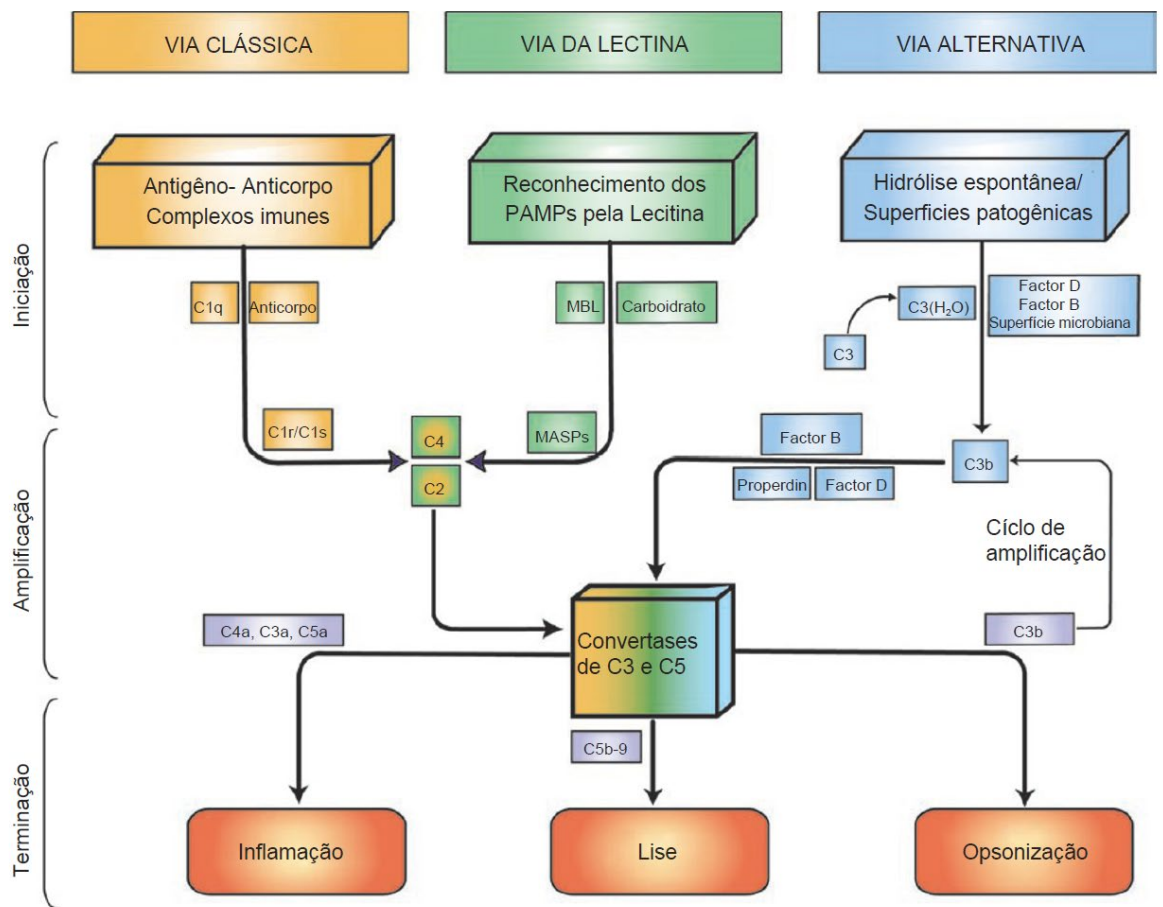 VIA CLÁSSICA
VIA DA LECTINA
VIA ALTERNATIVA
Iniciação
Antigêno- Anticorpo
Complexos imunes
Reconhecimento dos
PAMPs pela Lecitina
Hidrólise espontânea/
Superficies patogênicas
C1q
Anticorpo
MBL
Carboidrato
C3
C3(H₂O)
Factor D
Factor B
Superfície microbiana
Amplificação
C1r/C1s
C4
C2
MASPs
Factor B
Properdin
Factor D
C3b
Cíclo de
amplificação
C4a, C3a, C5a
Convertases
de C3 e C5
C3b
Terminação
C5b-9
Inflamação
Lise
Opsonização